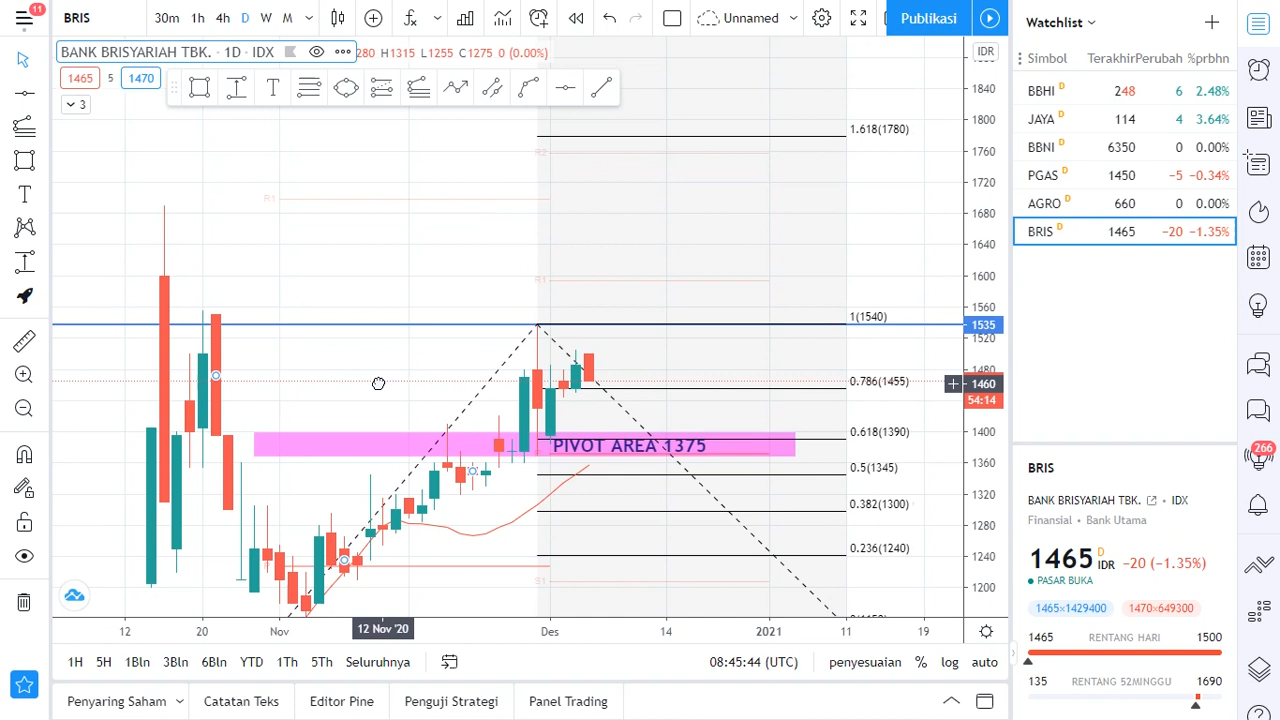 11
BRIS
30m 1h 4h D W M
Unnamed
Publikasi
BANK BRISYARIAH TBK. · 1D · IDX
280 H1315 L1255 C1275 0 (0.00%)
1465 5 1470
3
IDR
1840
1800
1760
1720
1680
1640
1600
1560
1535
1520
1480
1460
54:14
1400
1360
1320
1280
1240
1200
1.618(1780)
R2
R1
R1
1(1540)
0.786(1455)
0.618(1390)
PIVOT AREA 1375
0.5(1345)
0.382(1300)
0.236(1240)
S1
12 20 Nov 12 Nov '20 Des 14 2021 11 19
1H 5H 1Bln 3Bln 6Bln YTD 1Th 5Th Seluruhnya
08:45:44 (UTC) penyesuaian % log auto
Penyaring Saham Catatan Teks Editor Pine Penguji Strategi Panel Trading
Watchlist
Simbol Terakhir Perubah %prbhn
BBHI D 248 6 2.48%
JAYA D 114 4 3.64%
BBNI D 6350 0 0.00%
PGAS D 1450 −5 −0.34%
AGRO D 660 0 0.00%
BRIS D 1465 −20 −1.35%
BRIS
BANK BRISYARIAH TBK. • IDX
Finansial • Bank Utama
1465 D IDR −20 (−1.35%)
PASAR BUKA
1465×1429400 1470×649300
1465 RENTANG HARI 1500
135 RENTANG 52MINGGU 1690
266